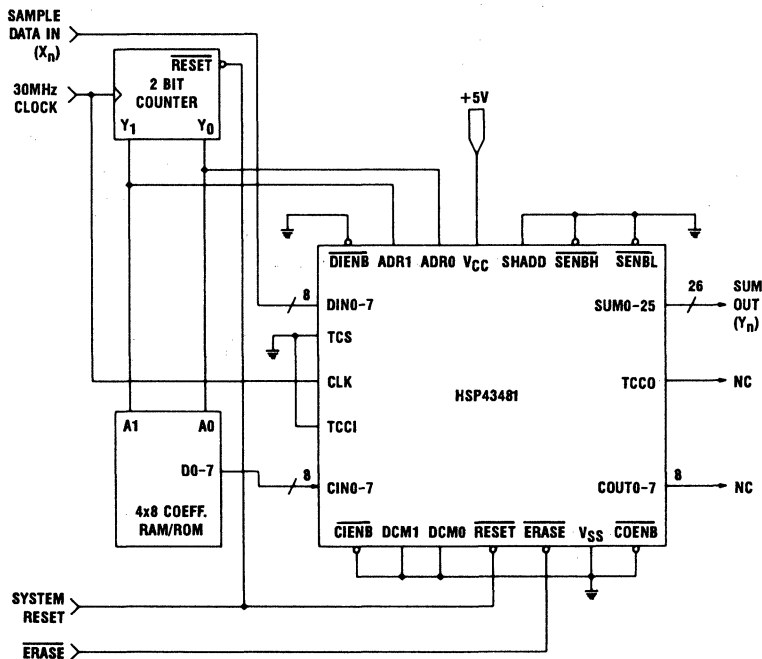 SAMPLE
DATA IN
(Xn)
30MHz
CLOCK
RESET
2 BIT
COUNTER
Y1 Y0
+5V
DIENB ADR1 ADR0 VCC SHADD SENBH SENBL
8
DIN0-7
TCS
CLK
TCCI
8
CIN0-7
HSP43481
SUM0-25
26
SUM
OUT
(Yn)
TCCO
NC
COUT0-7
8
NC
CIENB DCM1 DCM0 RESET ERASE VSS COENB
A1 A0
D0-7
4x8 COEFF.
RAM/ROM
SYSTEM
RESET
ERASE